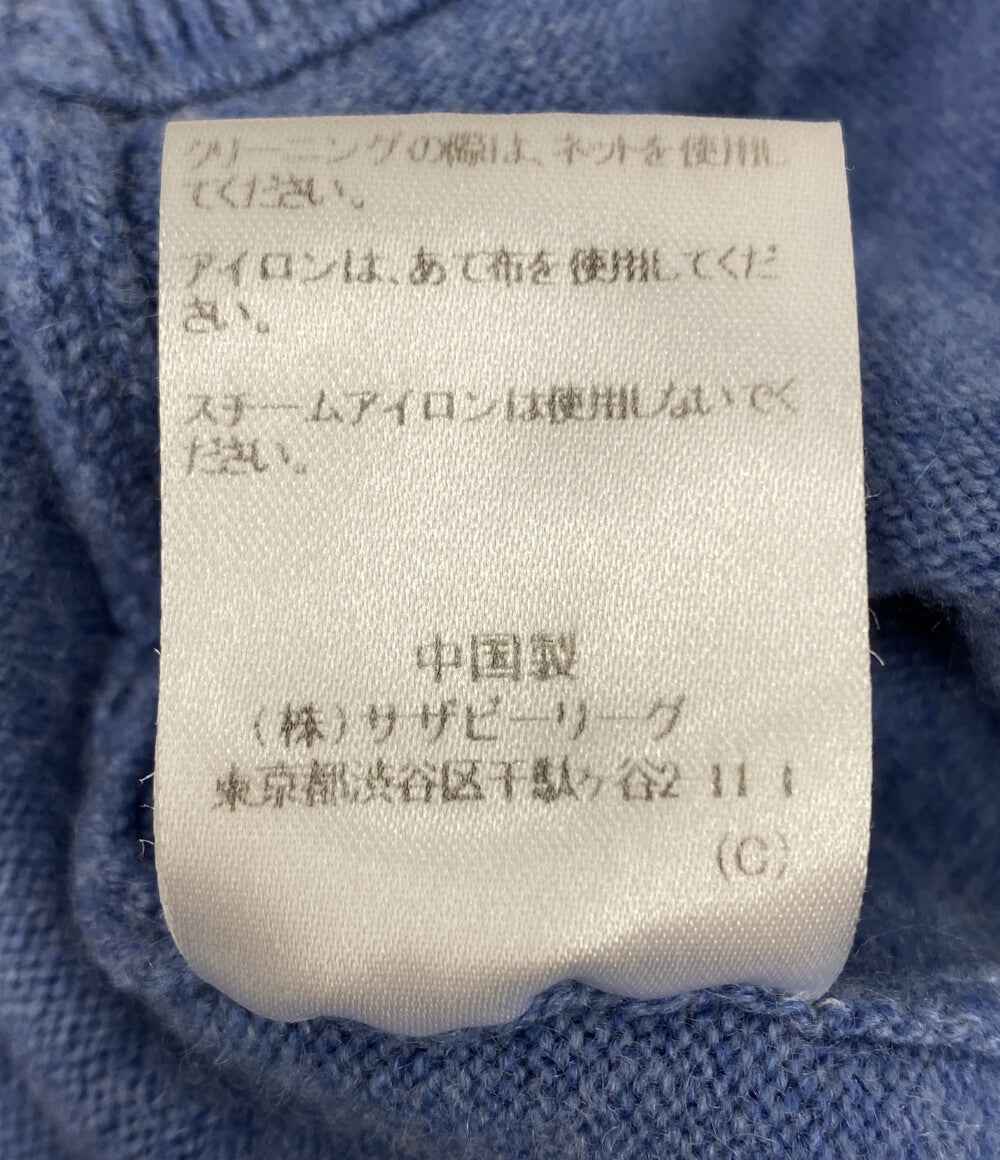 クリーニングの際は、ネットを使用し
てください。
アイロンは、あて布を使用してくだ
さい。
スチームアイロンは使用しないでく
ださい。
中国製
(株)サザビーリーグ
東京都渋谷区千駄ヶ谷2-11-1
(C)